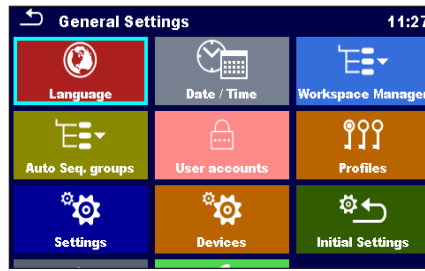 General Settings 11:27
Language
Date / Time
Workspace Manager
Auto Seq. groups
User accounts
Profiles
Settings
Devices
Initial Settings